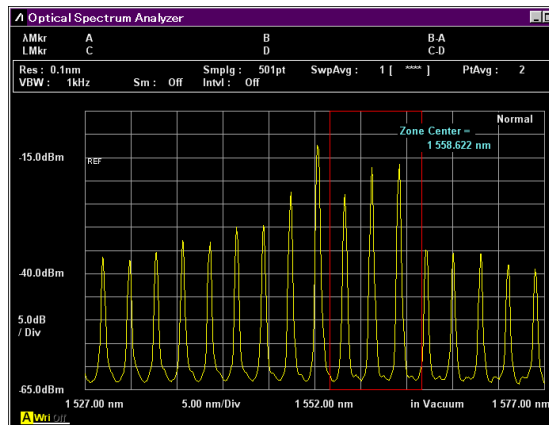 Optical Spectrum Analyzer
λMkr A B B-A
LMkr C D C-D
Res : 0.1nm Smplg : 501pt SwpAvg : 1 [ **** ] PtAvg : 2
VBW : 1kHz Sm : Off Intvl : Off
Normal
Zone Center =
1 558.622 nm
-15.0dBm
REF
-40.0dBm
5.0dB
/ Div
-65.0dBm
1 527.00 nm 5.00 nm/Div 1 552.00 nm in Vacuum 1 577.00 nm
A Wri Off